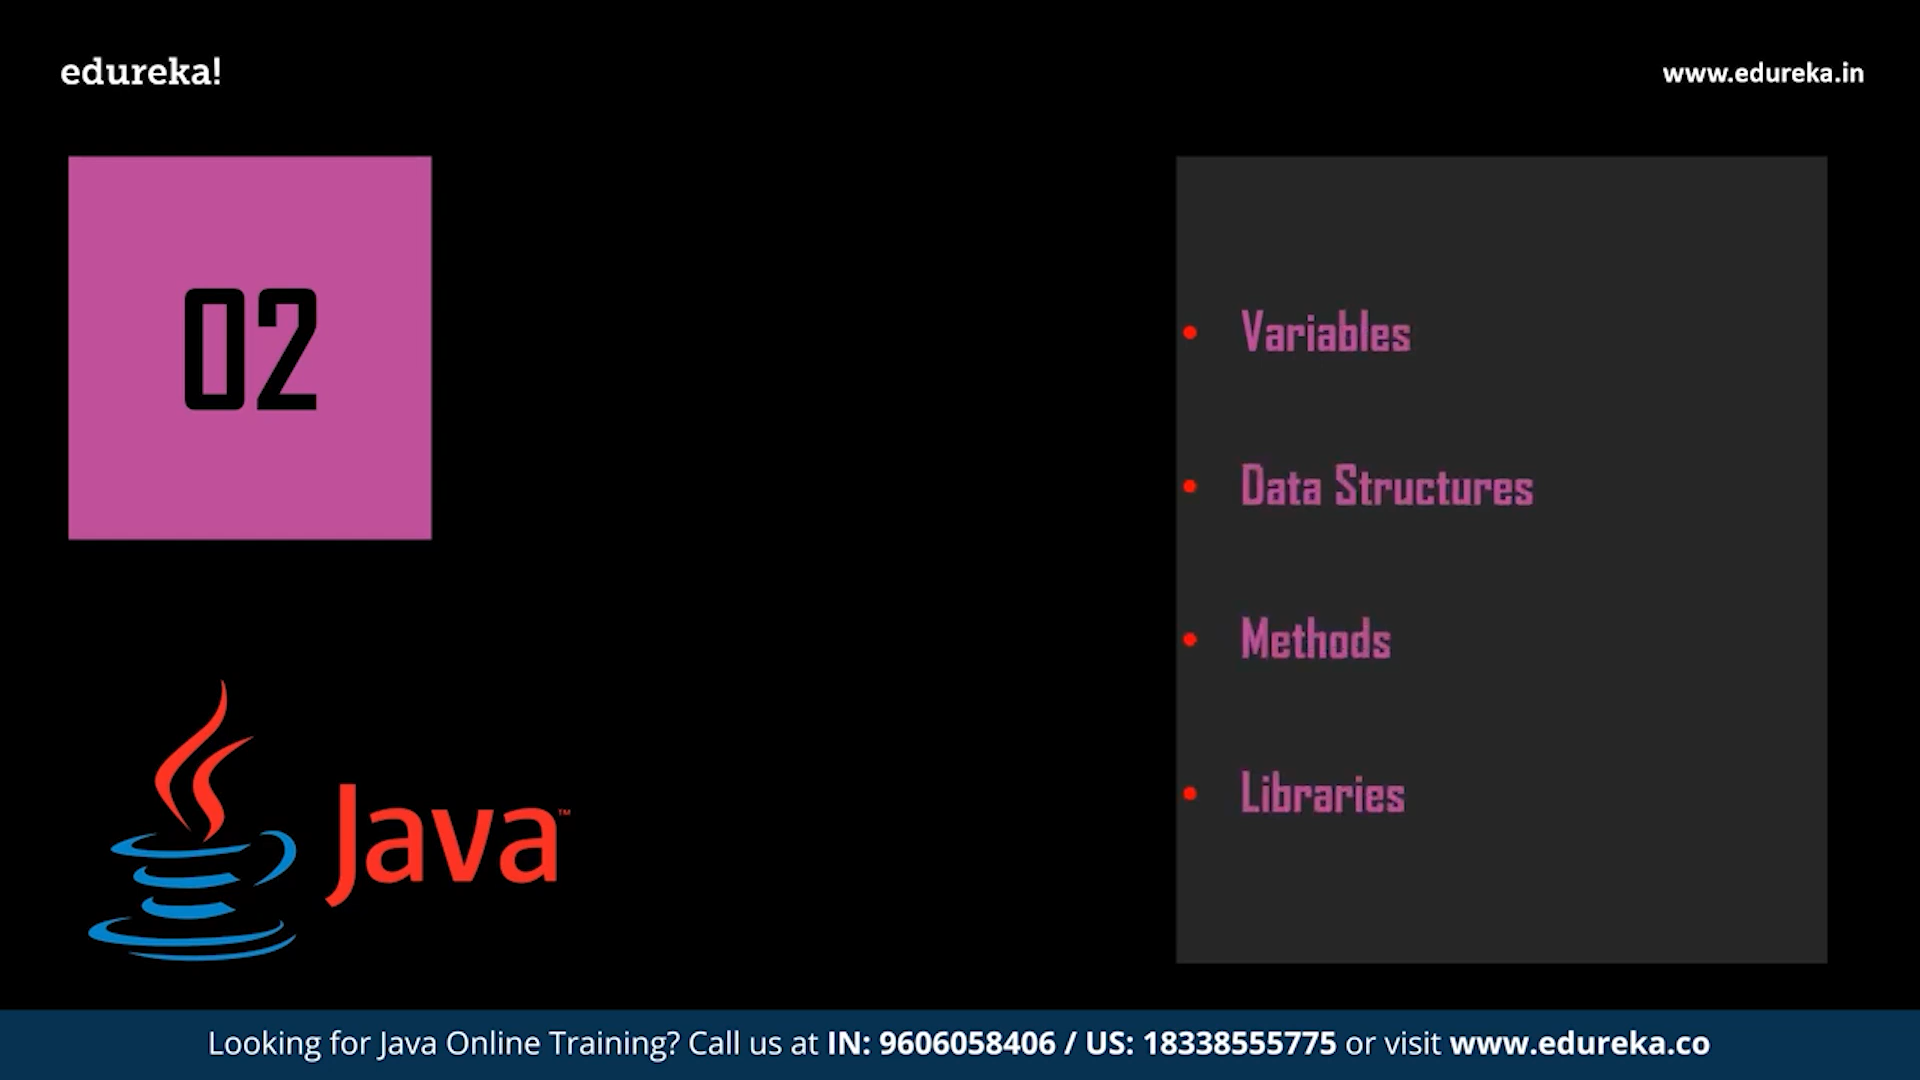 edureka!
www.edureka.in
02
Variables
Data Structures
Methods
Libraries
Java™
Looking for Java Online Training? Call us at IN: 9606058406 / US: 18338555775 or visit www.edureka.co